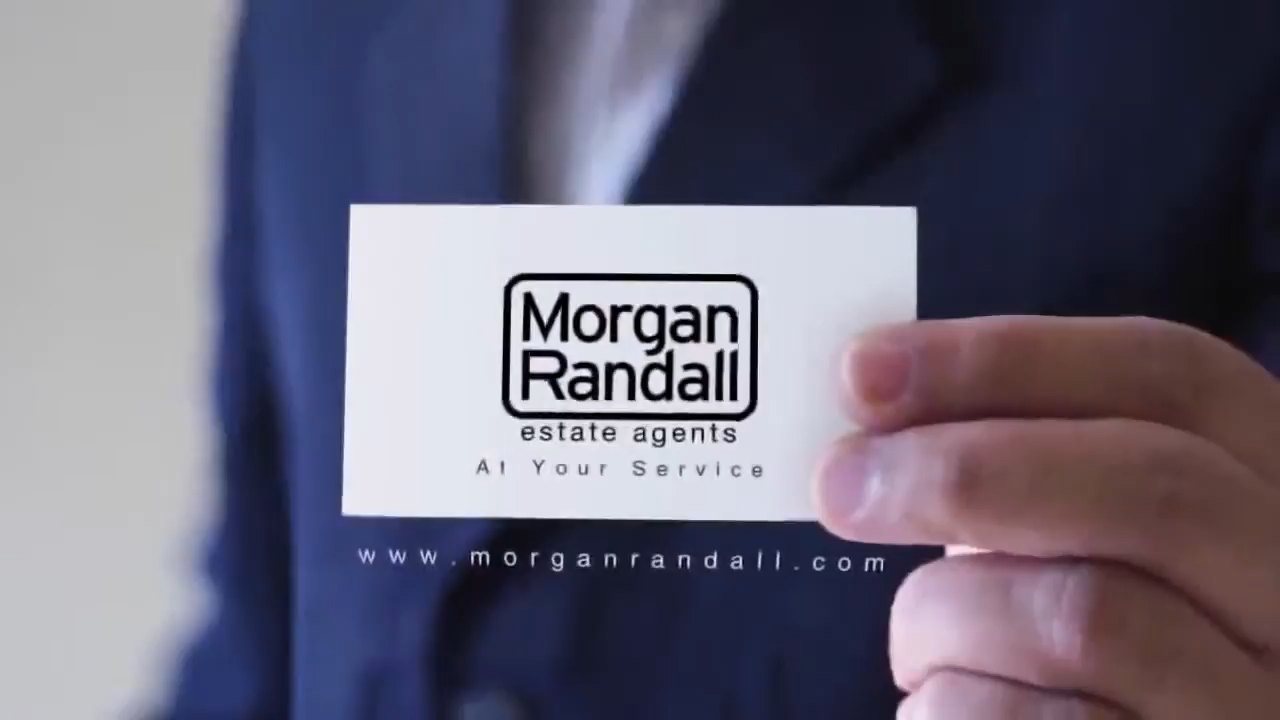 Morgan
Randall
estate agents
At Your Service
www.morganrandall.com